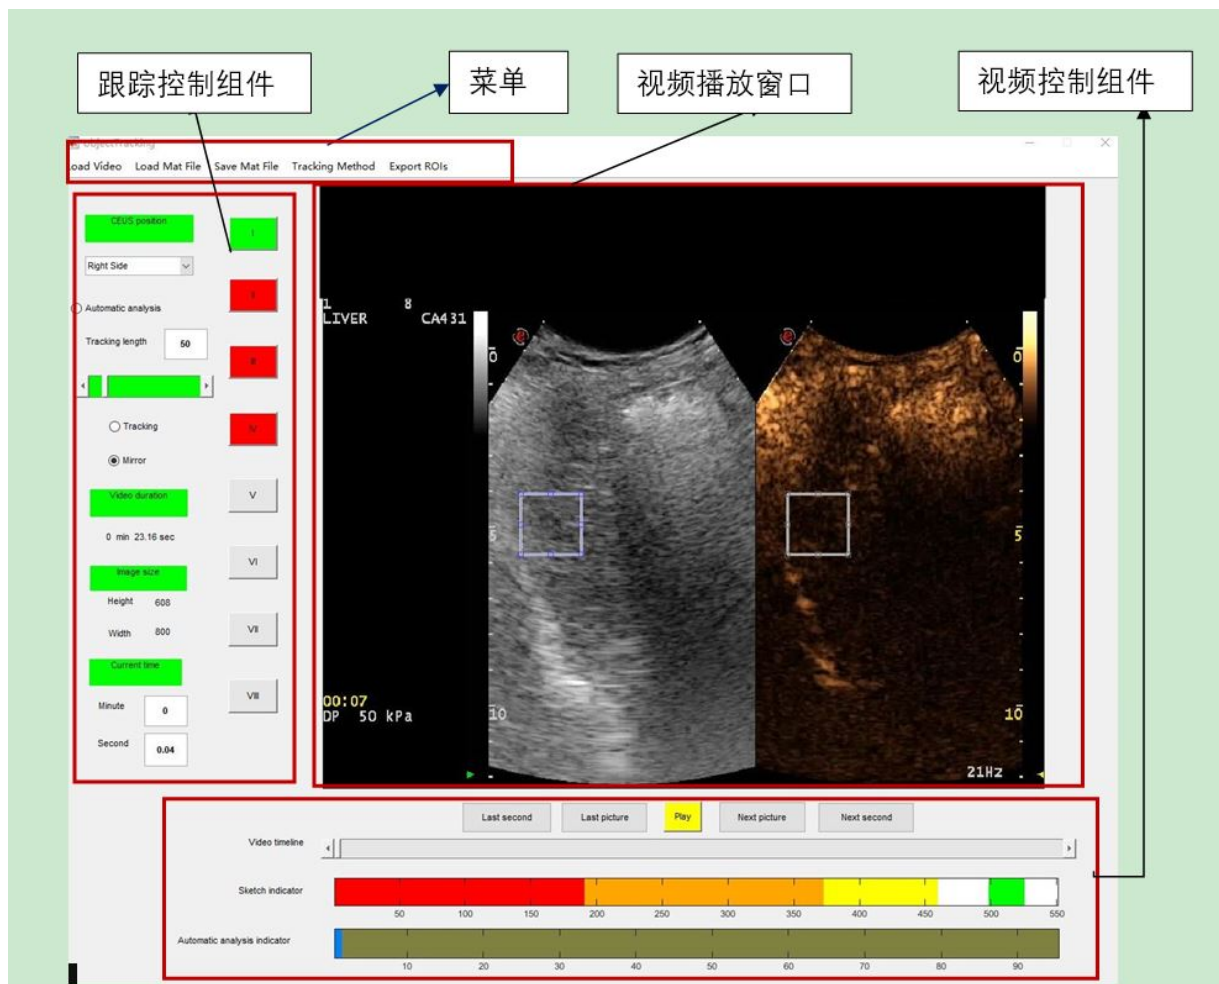 跟踪控制组件
菜单
视频播放窗口
视频控制组件
ObjectTracking
Load Video Load Mat File Save Mat File Tracking Method Export ROIs
CEUS position
I
Right Side
II
Automatic analysis
Tracking length 50
III
Tracking
IV
Mirror
Video duration
V
0 min 23.16 sec
Image size
VI
Height 608
Width 800
VII
Current time
VIII
Minute 0
Second 0.04
1 8
LIVER CA431
0 0
5 5
00:07
DP 50 kPa
10 10
21Hz
Last second Last picture Play Next picture Next second
Video timeline
Sketch indicator
50 100 150 200 250 300 350 400 450 500 550
Automatic analysis indicator
10 20 30 40 50 60 70 80 90